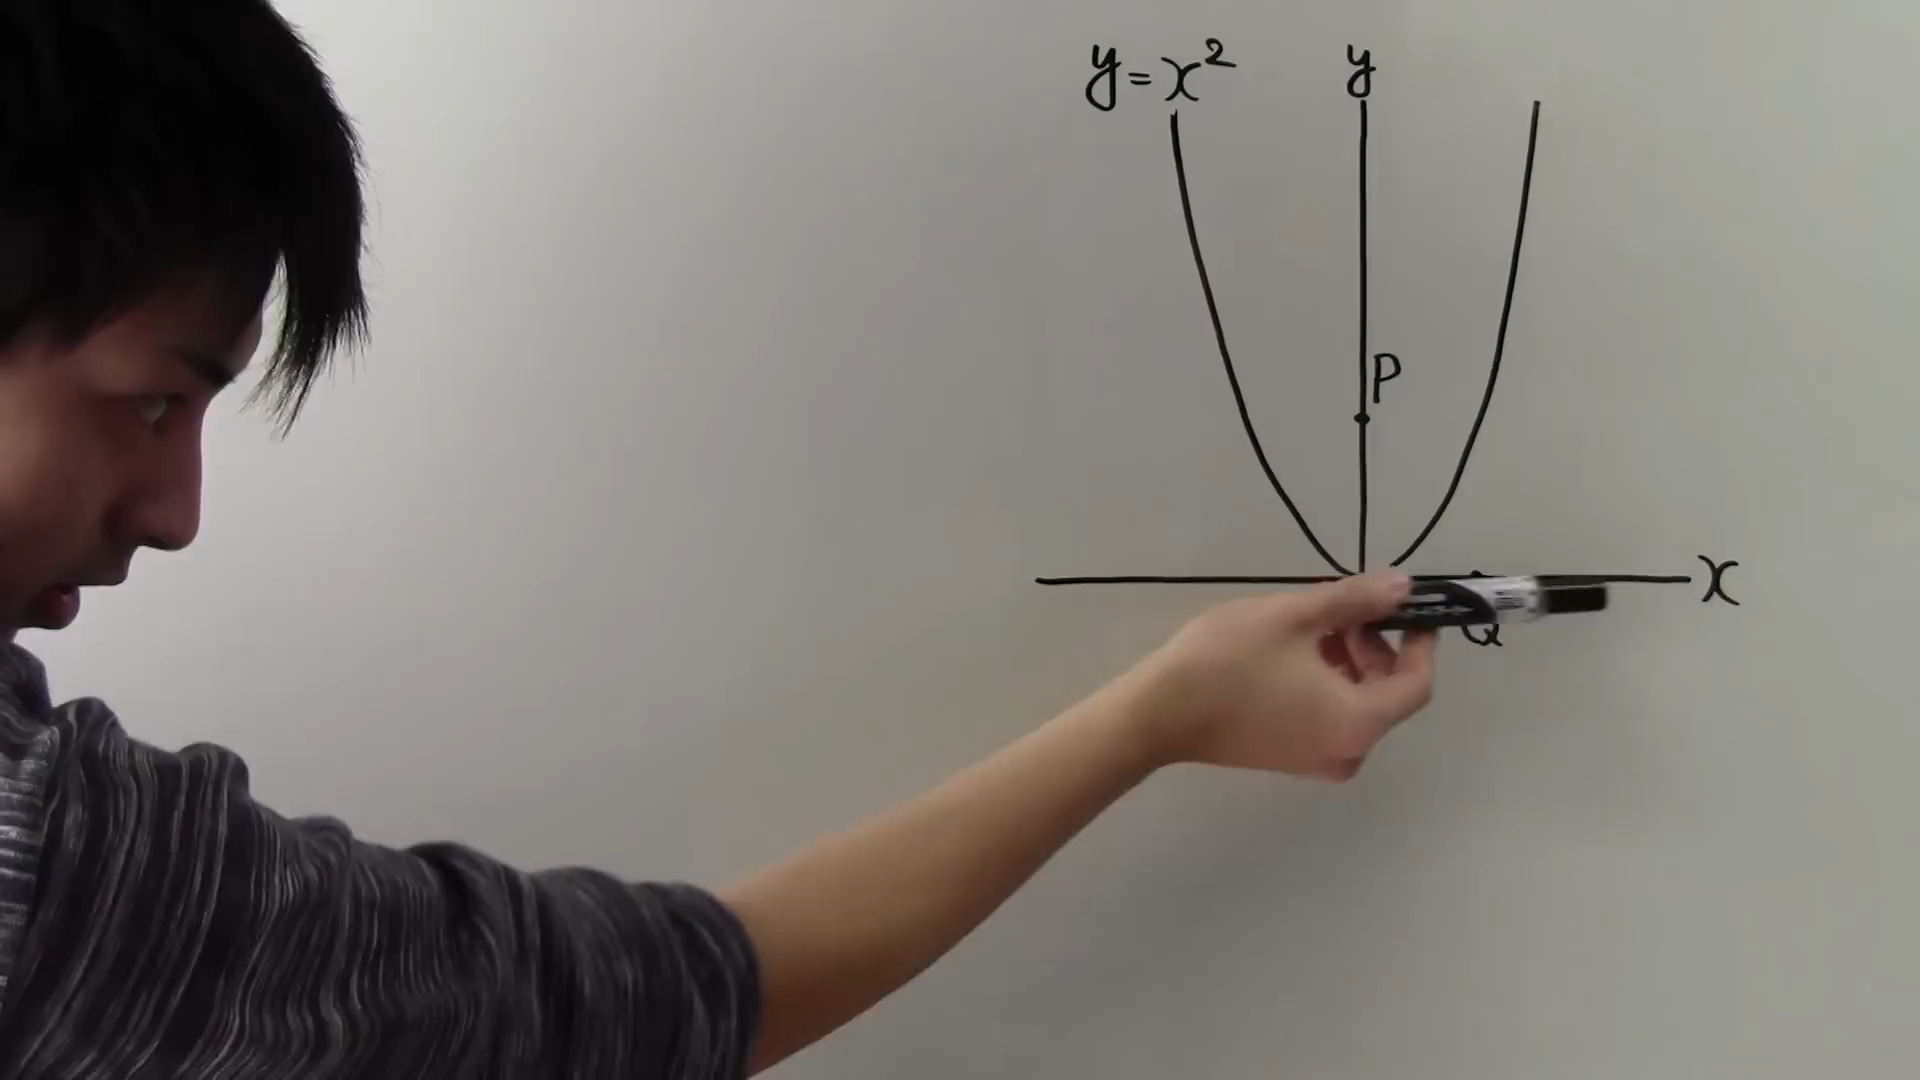 y = x²
y
P
x
Q